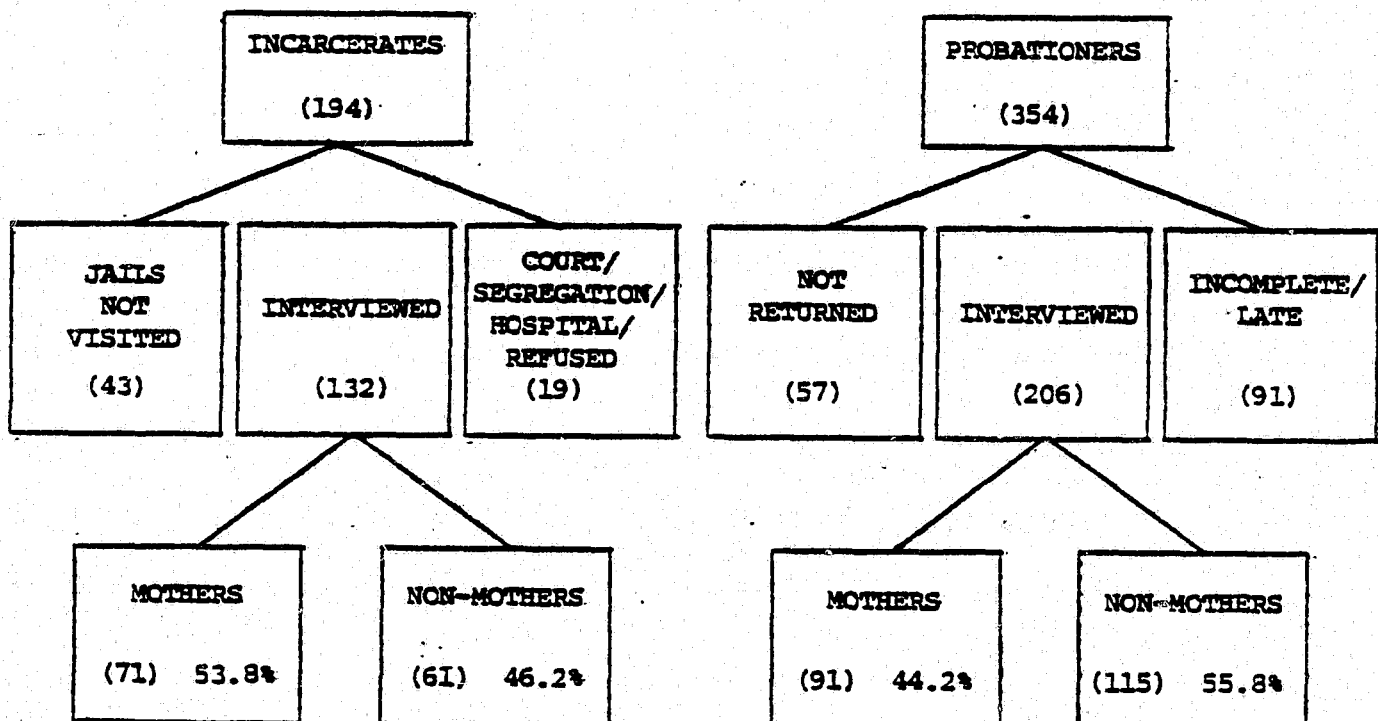 INCARCERATES
(194)
PROBATIONERS
(354)
JAILS
NOT
VISITED
(43)
INTERVIEWED
(132)
COURT/
SEGREGATION/
HOSPITAL/
REFUSED
(19)
NOT
RETURNED
(57)
INTERVIEWED
(206)
INCOMPLETE/
LATE
(91)
MOTHERS
(71) 53.8%
NON-MOTHERS
(61) 46.2%
MOTHERS
(91) 44.2%
NON-MOTHERS
(115) 55.8%